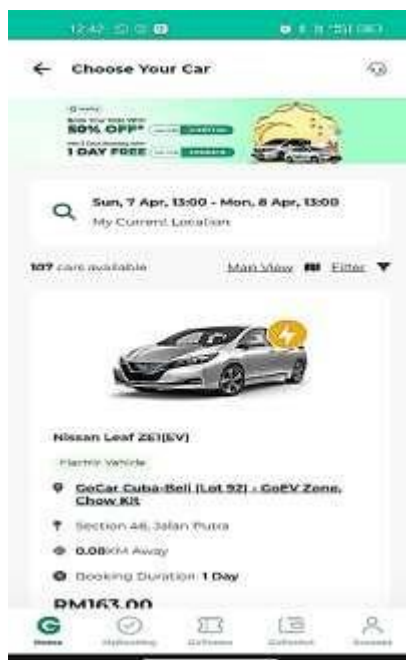 12:42
Choose Your Car
50% OFF*
1 DAY FREE
Sun, 7 Apr, 13:00 - Mon, 8 Apr, 13:00
My Current Location
107 cars available Map View Filter
Nissan Leaf ZE1(EV)
Electric Vehicle
GoCar Cuba-Beli (Lot 92) - GoEV Zone,
Chow Kit
Section 46, Jalan Putra
0.08KM Away
Booking Duration: 1 Day
RM163.00
Home